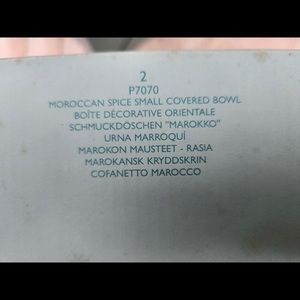 2
P7070
MOROCCAN SPICE SMALL COVERED BOWL
BOÎTE DÉCORATIVE ORIENTALE
SCHMUCKDÖSCHEN "MAROKKO"
URNA MARROQUÍ
MAROKON MAUSTEET - RASIA
MAROKANSK KRYDDSKRIN
COFANETTO MAROCCO